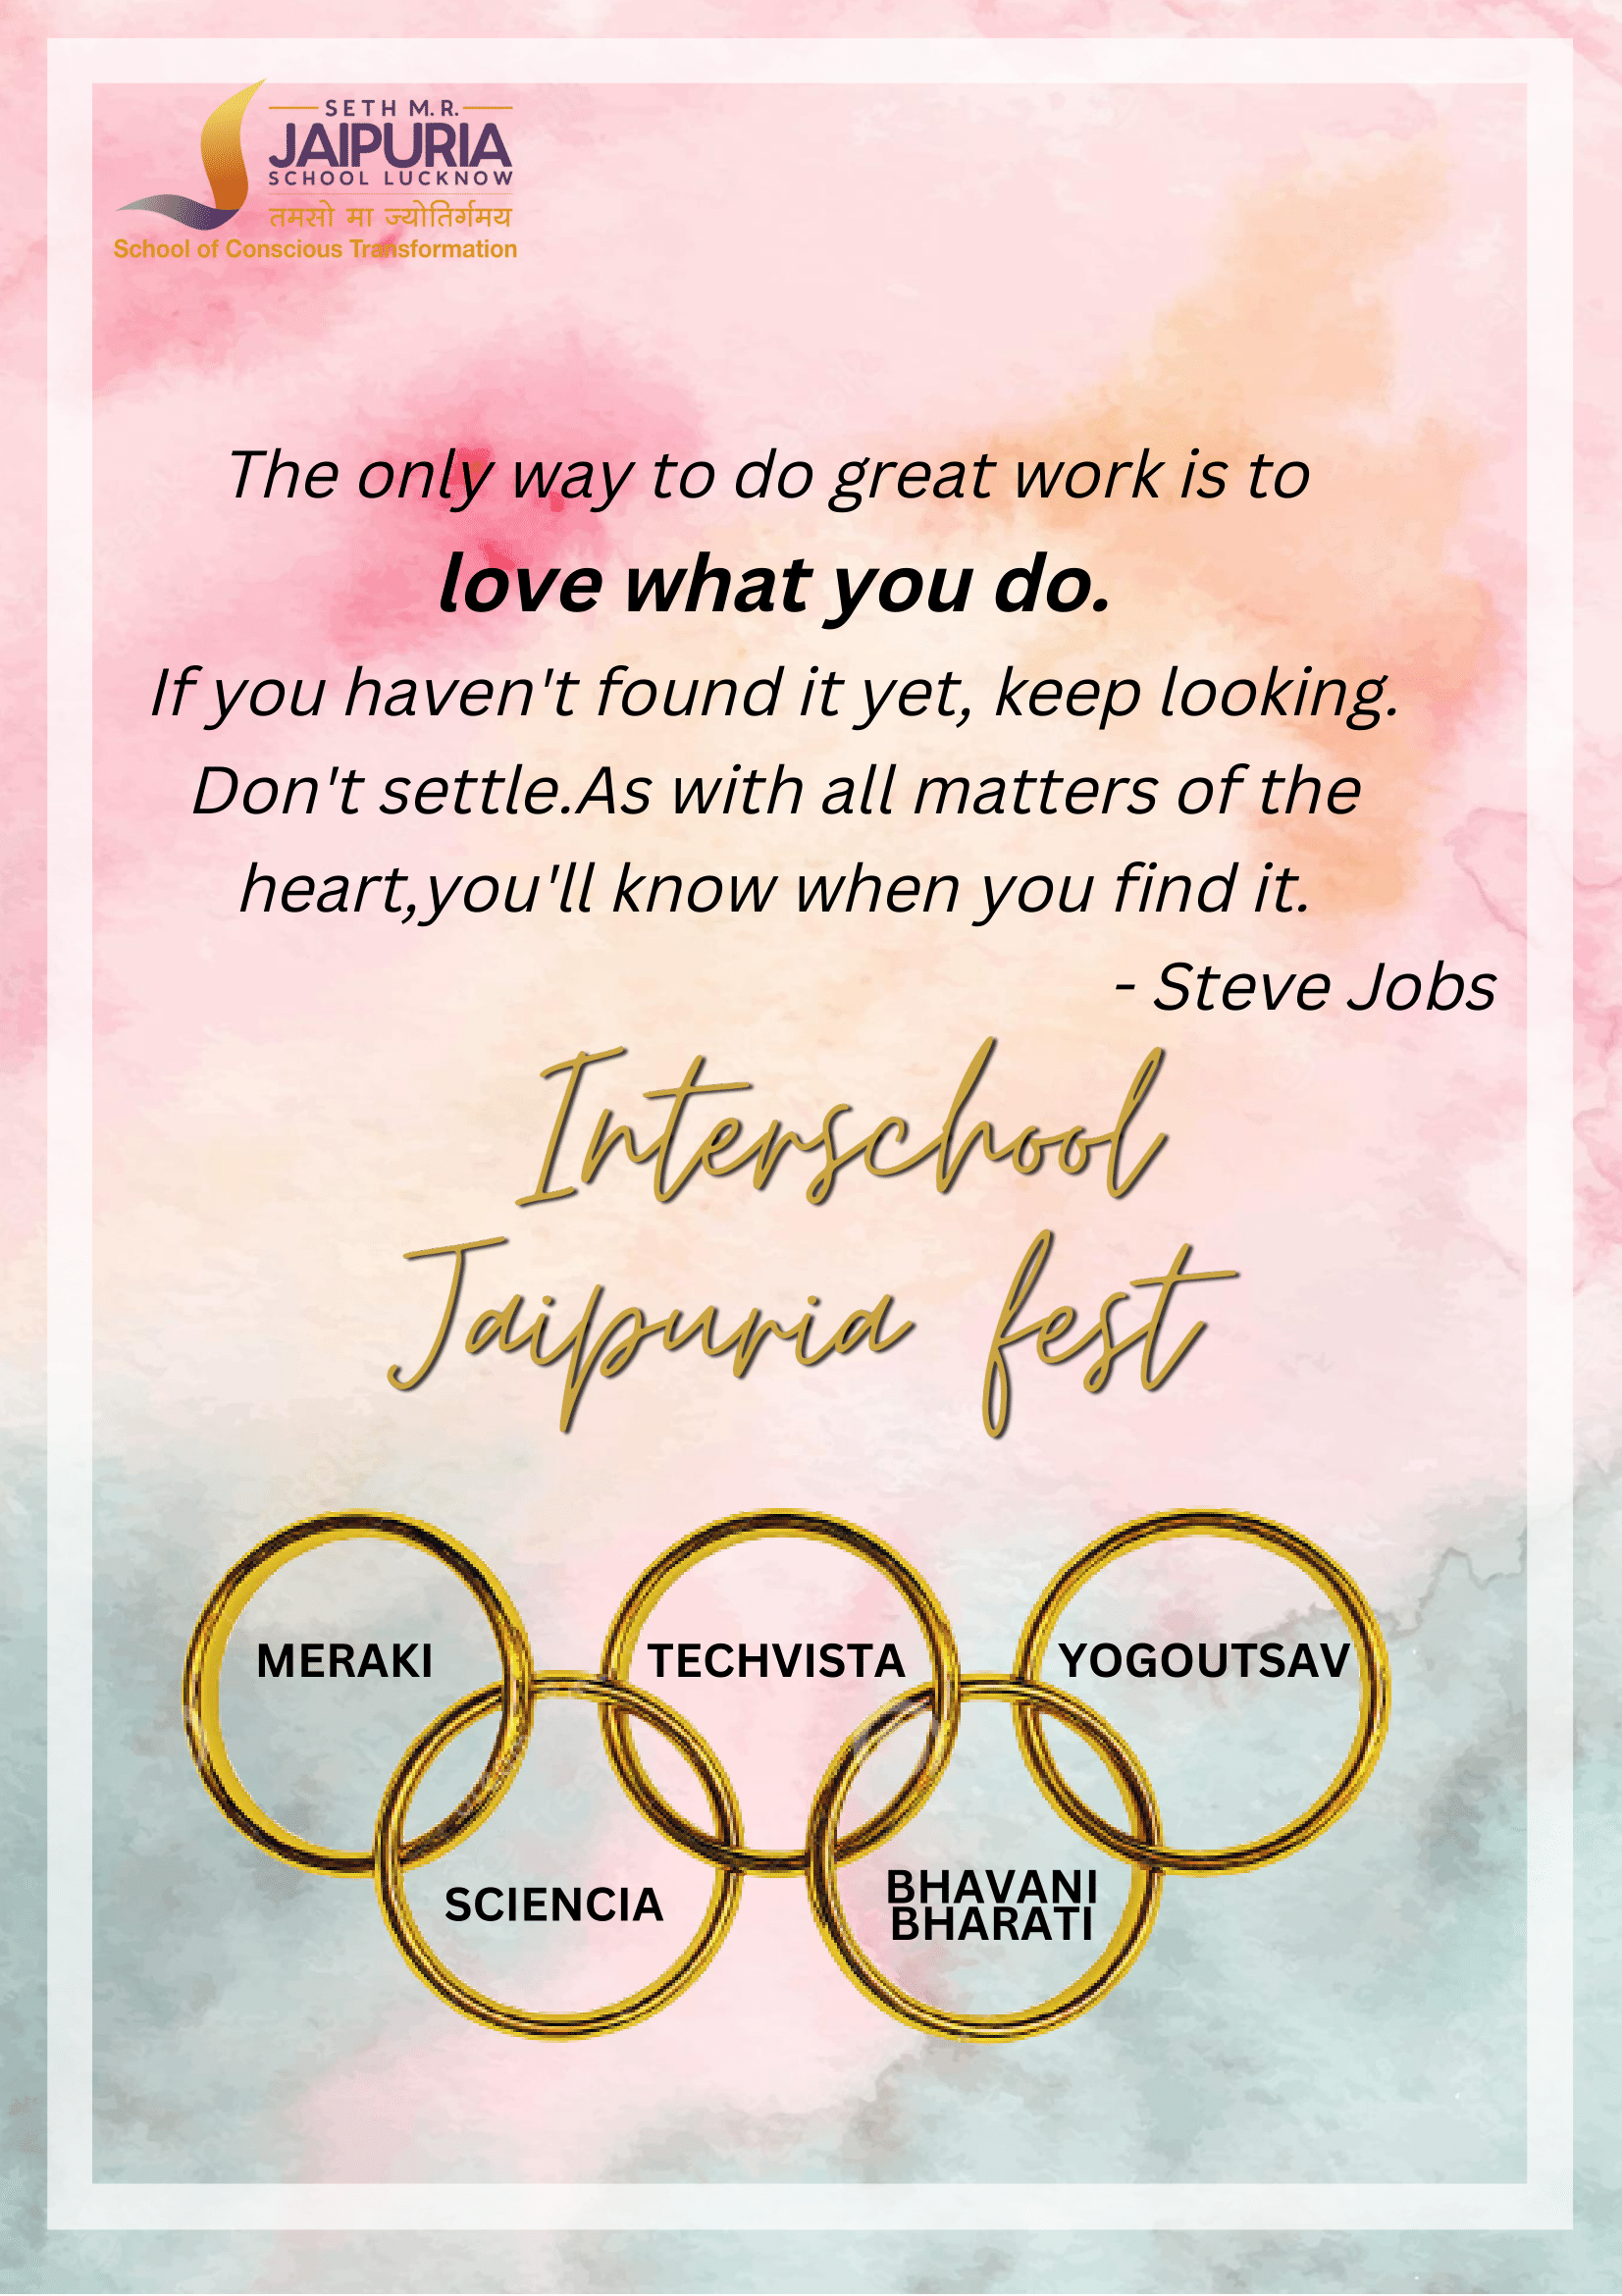 SETH M.R.
JAIPURIA
SCHOOL LUCKNOW
तमसो मा ज्योतिर्गमय
School of Conscious Transformation
The only way to do great work is to
love what you do.
If you haven't found it yet, keep looking.
Don't settle.As with all matters of the
heart,you'll know when you find it.
- Steve Jobs
Interschool
Jaipuria fest
MERAKI
TECHVISTA
YOGOUTSAV
SCIENCIA
BHAVANI
BHARATI